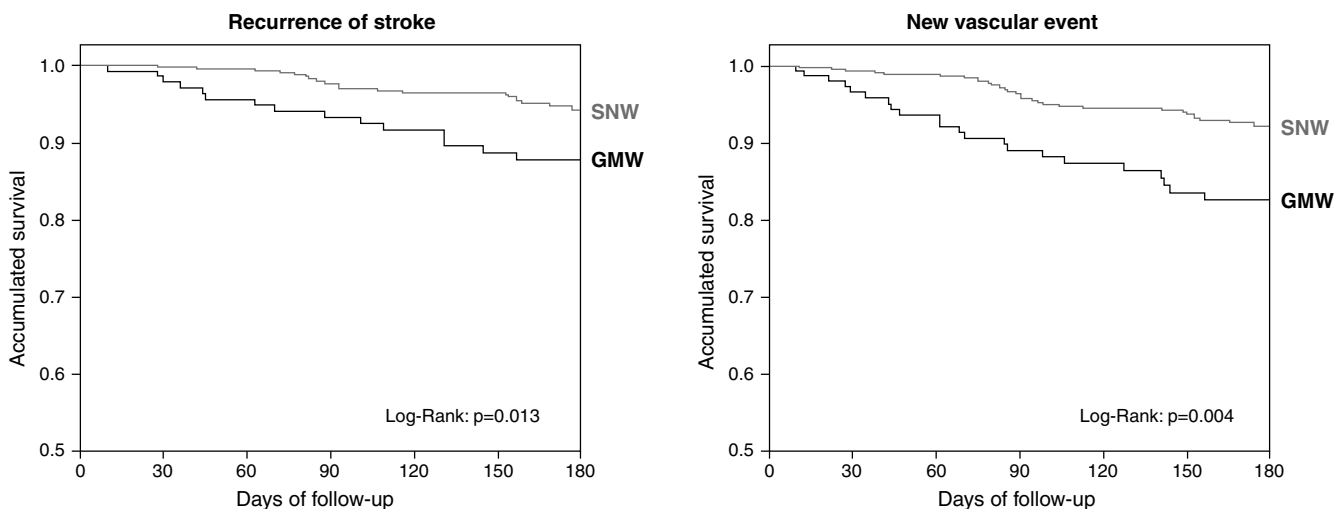 Recurrence of stroke
Accumulated survival
1.0
0.9
0.8
0.7
0.6
0.5
SNW
GMW
Log-Rank: p=0.013
0 30 60 90 120 150 180
Days of follow-up
New vascular event
Accumulated survival
1.0
0.9
0.8
0.7
0.6
0.5
SNW
GMW
Log-Rank: p=0.004
0 30 60 90 120 150 180
Days of follow-up